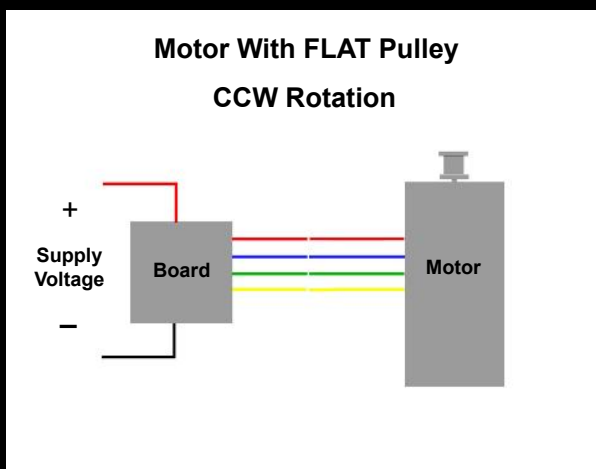 Motor With FLAT Pulley
CCW Rotation
+
Supply
Voltage
–
Board
Motor